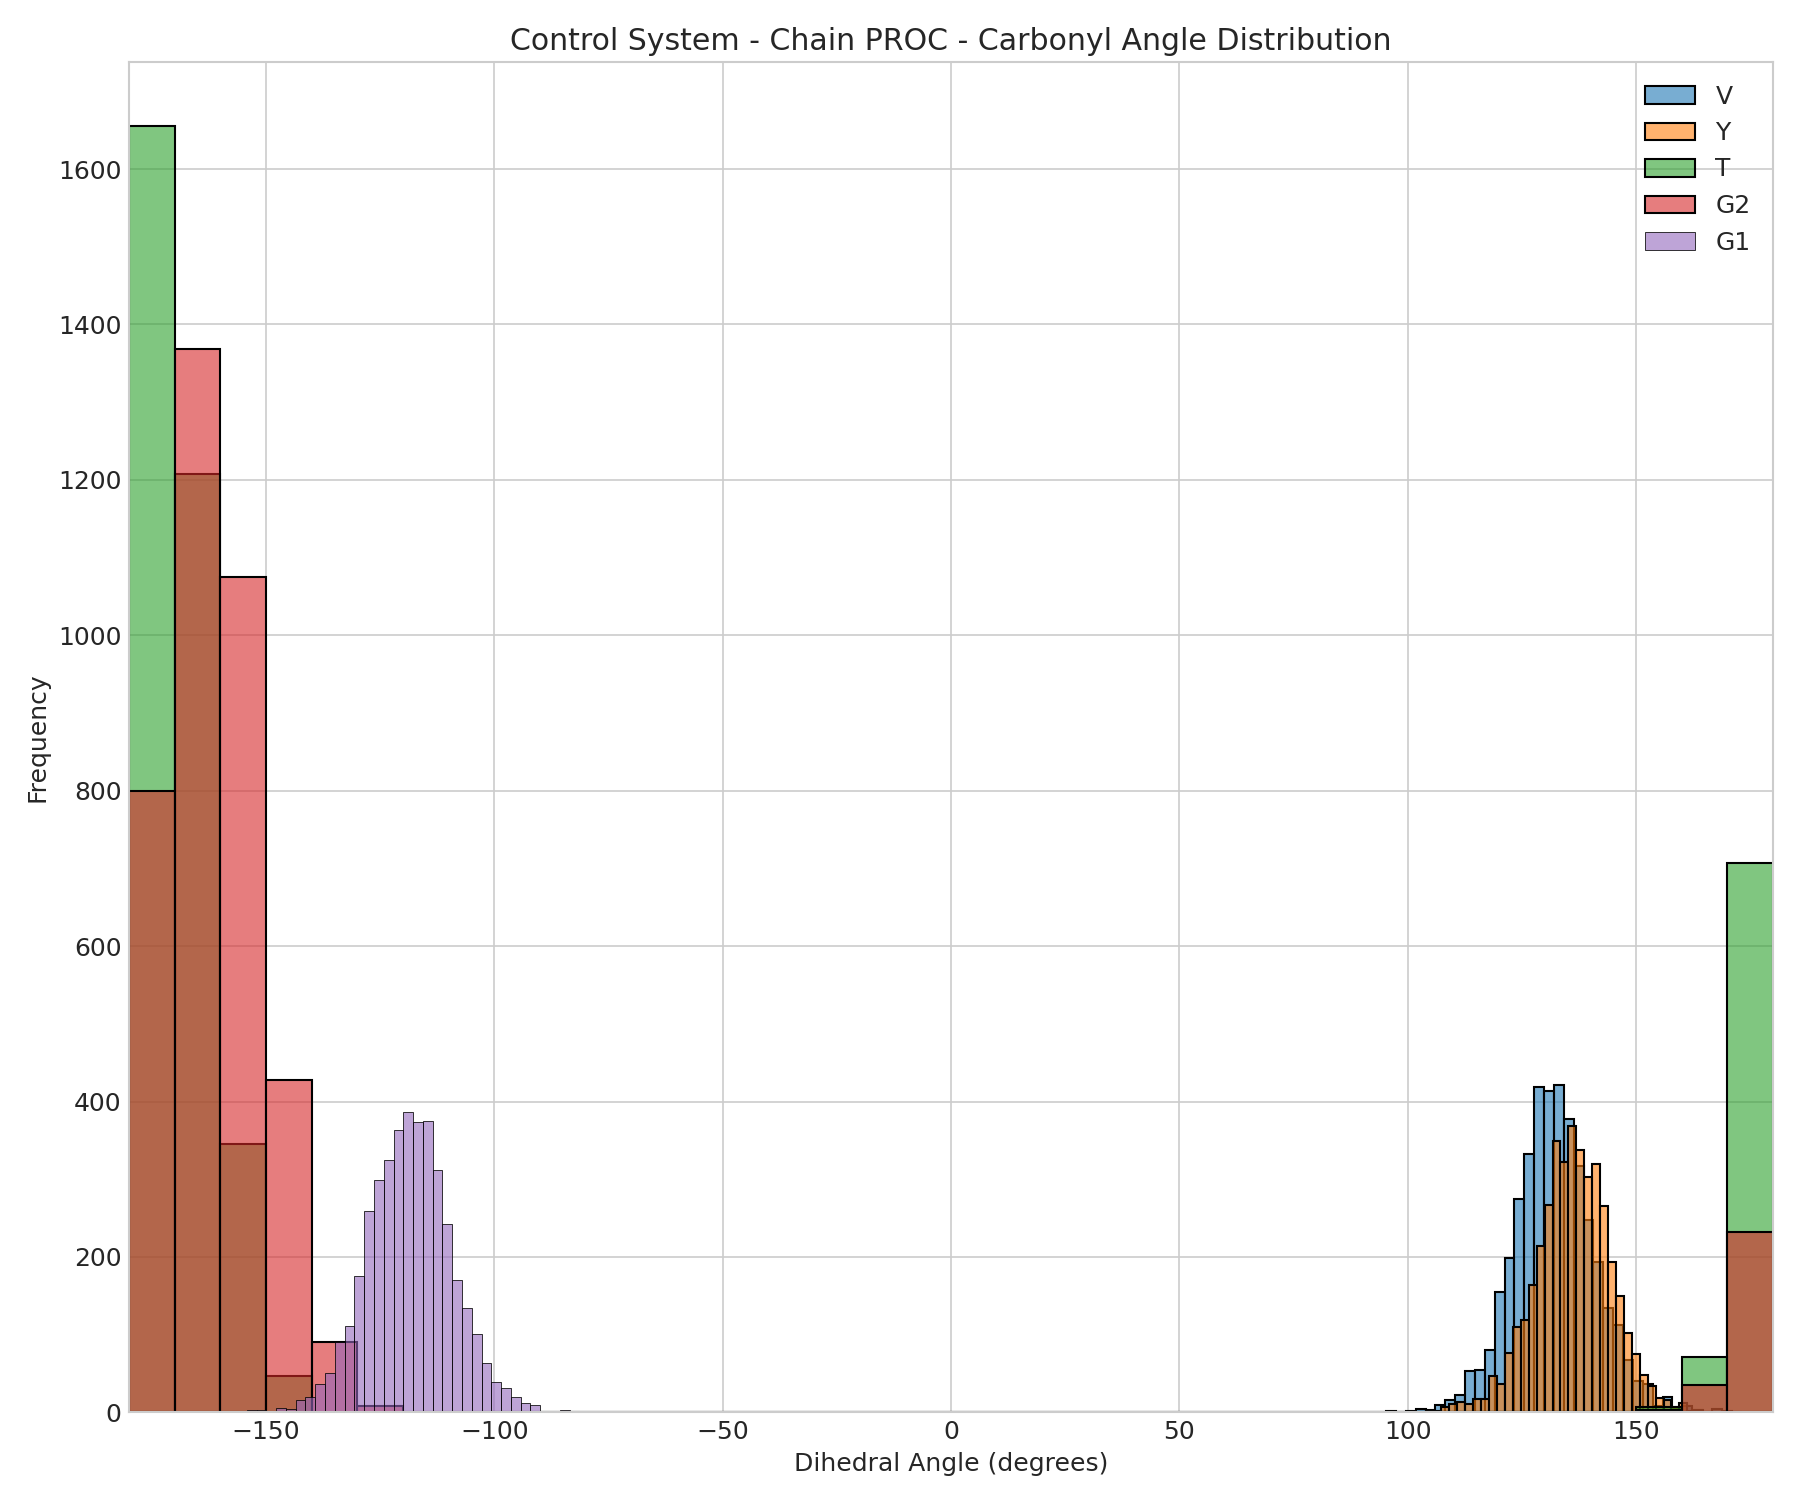 Control System - Chain PROC - Carbonyl Angle Distribution
V
Y
T
G2
G1
1600
1400
1200
1000
800
600
400
200
0
Frequency
−150
−100
−50
0
50
100
150
Dihedral Angle (degrees)